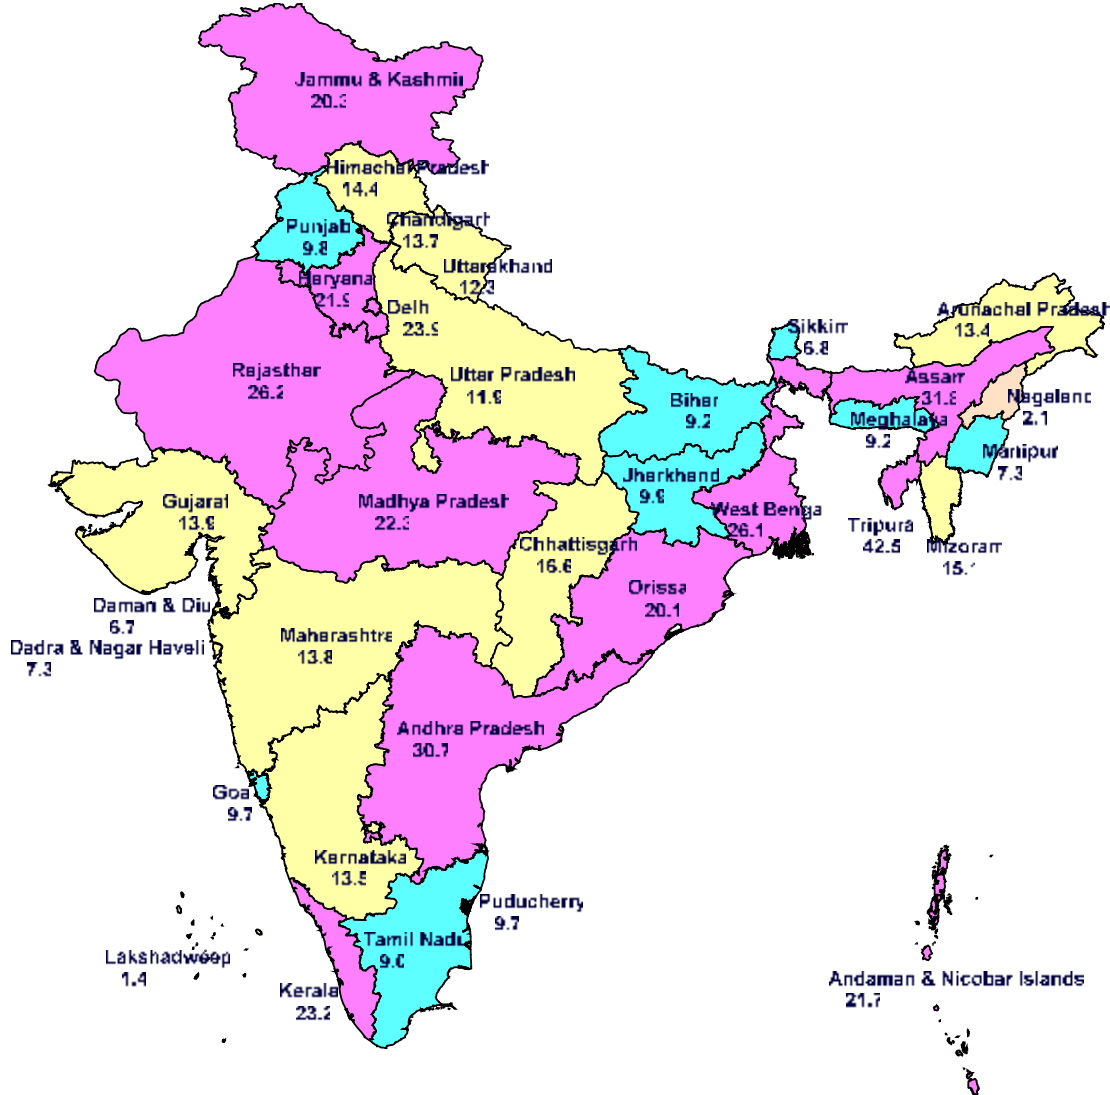 Jammu & Kashmir
20.3
Himachal Pradesh
14.4
Chandigarh
13.7
Punjab
9.8
Uttarakhand
12.3
Haryana
21.9
Delh
23.9
Arunachal Pradesh
13.4
Sikkim
6.8
Rajasthan
26.2
Uttar Pradesh
11.9
Bihar
9.2
Assam
31.8
Nagaland
2.1
Meghalaya
9.2
Manipur
7.3
Jharkhand
9.9
Gujarat
13.9
Madhya Pradesh
22.3
West Benga
26.1
Tripura
42.5
Mizoram
15.
Chhattisgarh
16.6
Orissa
20.1
Daman & Diu
6.7
Maharashtra
13.8
Dadra & Nagar Haveli
7.3
Andhra Pradesh
30.7
Goa
9.7
Karnataka
13.5
Puducherry
9.7
Tamil Nadu
9.0
Lakshadweep
1.4
Kerala
23.2
Andaman & Nicobar Islands
21.7